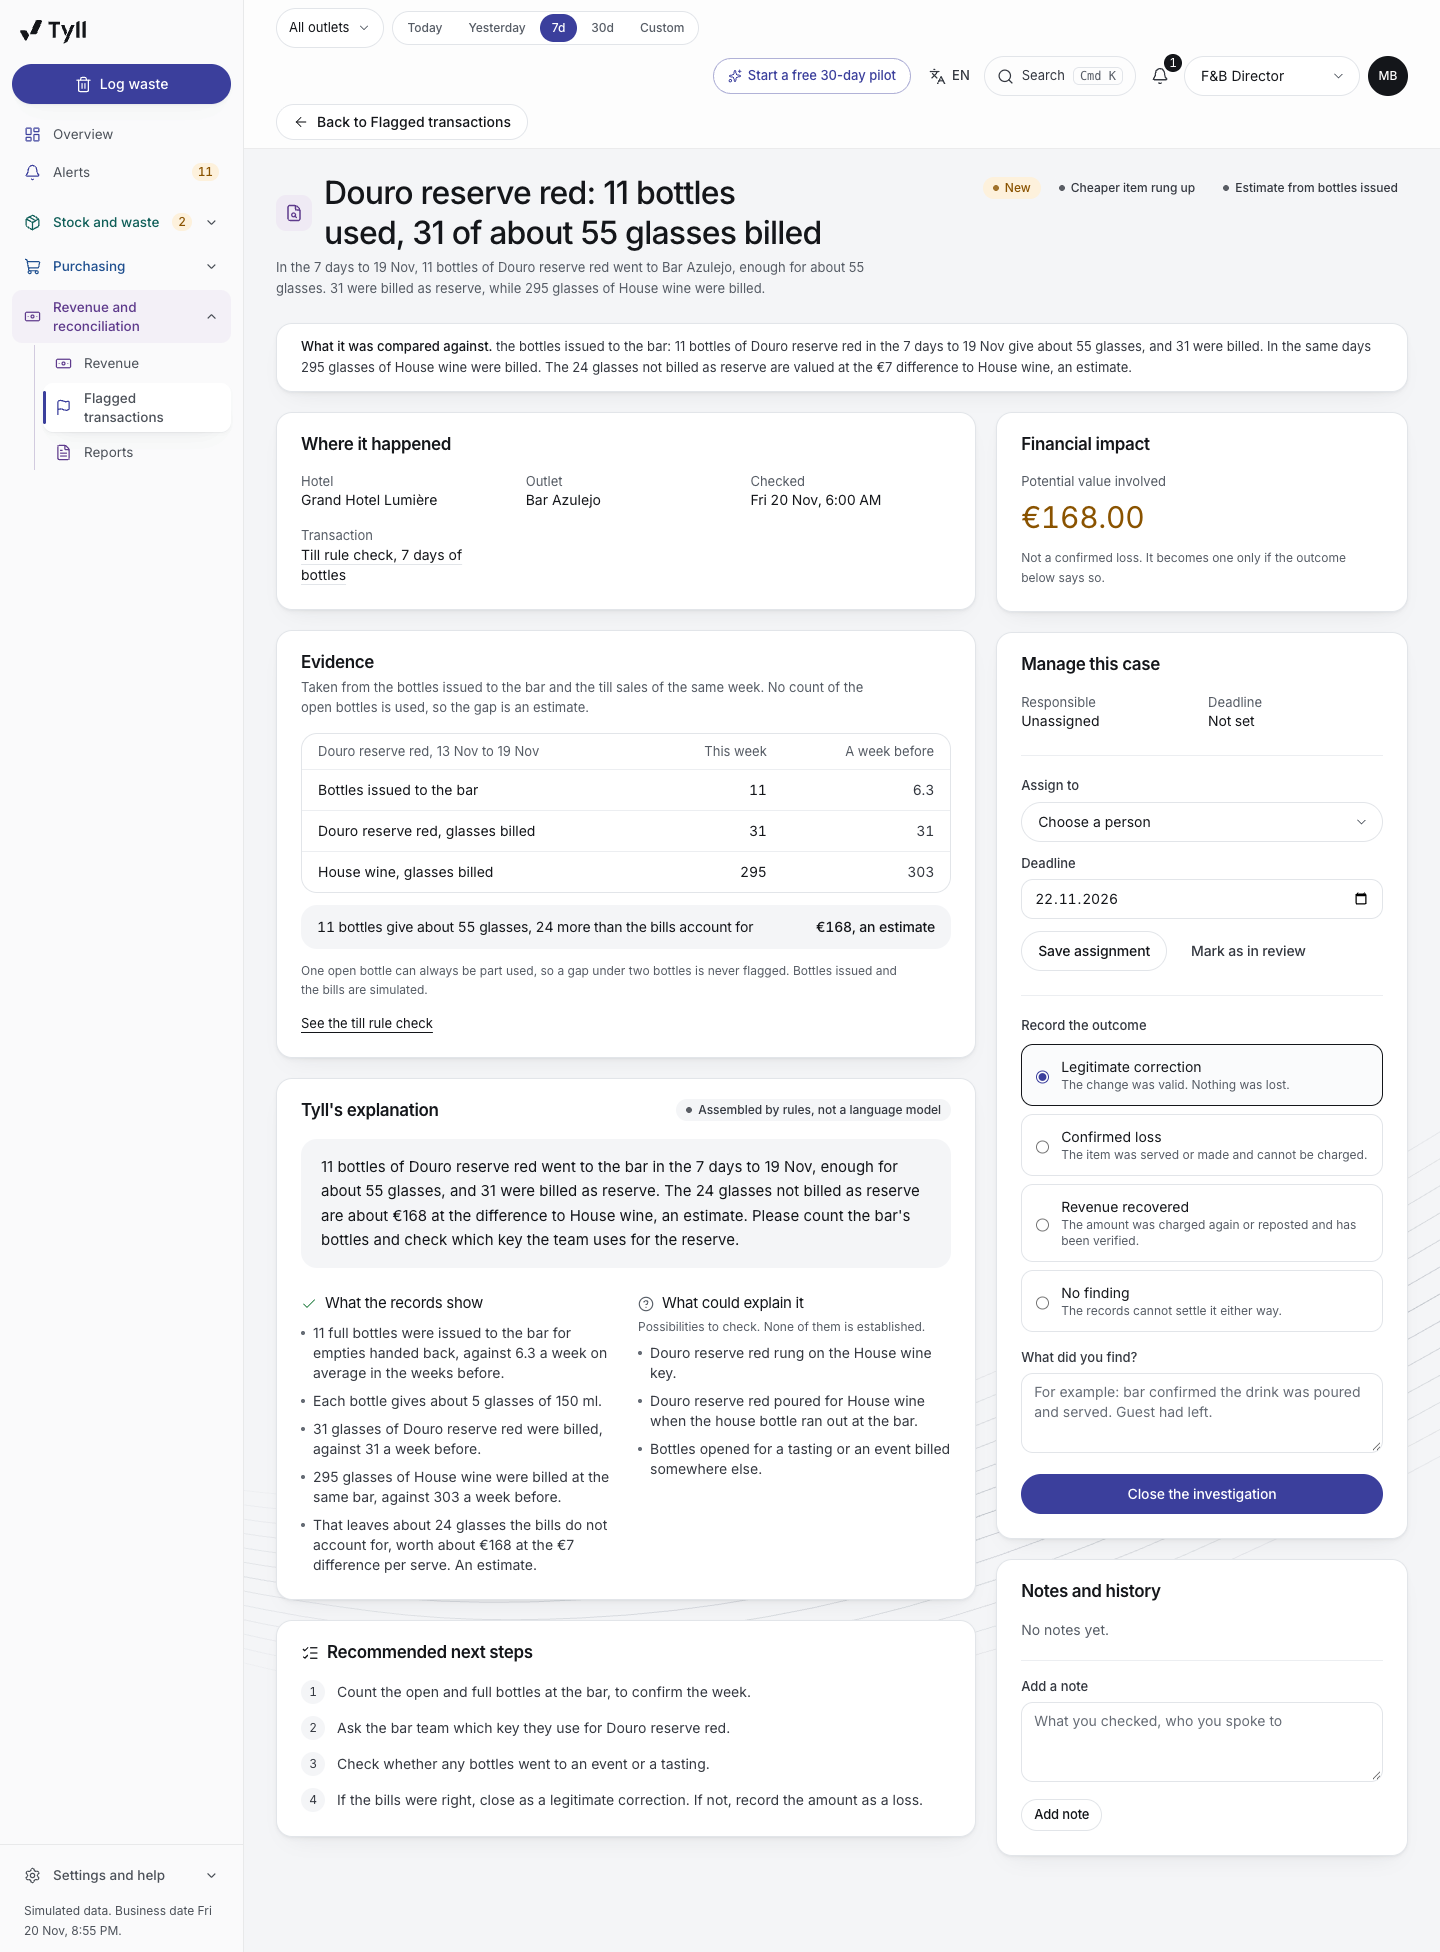 Tyll
Log waste
Overview
Alerts 11
Stock and waste 2
Purchasing
Revenue and
reconciliation
Revenue
Flagged
transactions
Reports
Settings and help
Simulated data. Business date Fri
20 Nov, 8:55 PM.
All outlets Today Yesterday 7d 30d Custom
Start a free 30-day pilot EN Search Cmd K 1 F&B Director MB
Back to Flagged transactions
Douro reserve red: 11 bottles
used, 31 of about 55 glasses billed
New Cheaper item rung up Estimate from bottles issued
In the 7 days to 19 Nov, 11 bottles of Douro reserve red went to Bar Azulejo, enough for about 55
glasses. 31 were billed as reserve, while 295 glasses of House wine were billed.
What it was compared against. the bottles issued to the bar: 11 bottles of Douro reserve red in the 7 days to 19 Nov give about 55 glasses, and 31 were billed. In the same days
295 glasses of House wine were billed. The 24 glasses not billed as reserve are valued at the €7 difference to House wine, an estimate.
Where it happened
Hotel Outlet Checked
Grand Hotel Lumière Bar Azulejo Fri 20 Nov, 6:00 AM
Transaction
Till rule check, 7 days of
bottles
Evidence
Taken from the bottles issued to the bar and the till sales of the same week. No count of the
open bottles is used, so the gap is an estimate.
Douro reserve red, 13 Nov to 19 Nov This week A week before
Bottles issued to the bar 11 6.3
Douro reserve red, glasses billed 31 31
House wine, glasses billed 295 303
11 bottles give about 55 glasses, 24 more than the bills account for €168, an estimate
One open bottle can always be part used, so a gap under two bottles is never flagged. Bottles issued and
the bills are simulated.
See the till rule check
Tyll's explanation Assembled by rules, not a language model
11 bottles of Douro reserve red went to the bar in the 7 days to 19 Nov, enough for
about 55 glasses, and 31 were billed as reserve. The 24 glasses not billed as reserve
are about €168 at the difference to House wine, an estimate. Please count the bar's
bottles and check which key the team uses for the reserve.
What the records show
11 full bottles were issued to the bar for
empties handed back, against 6.3 a week on
average in the weeks before.
Each bottle gives about 5 glasses of 150 ml.
31 glasses of Douro reserve red were billed,
against 31 a week before.
295 glasses of House wine were billed at the
same bar, against 303 a week before.
That leaves about 24 glasses the bills do not
account for, worth about €168 at the €7
difference per serve. An estimate.
What could explain it
Possibilities to check. None of them is established.
Douro reserve red rung on the House wine
key.
Douro reserve red poured for House wine
when the house bottle ran out at the bar.
Bottles opened for a tasting or an event billed
somewhere else.
Recommended next steps
1 Count the open and full bottles at the bar, to confirm the week.
2 Ask the bar team which key they use for Douro reserve red.
3 Check whether any bottles went to an event or a tasting.
4 If the bills were right, close as a legitimate correction. If not, record the amount as a loss.
Financial impact
Potential value involved
€168.00
Not a confirmed loss. It becomes one only if the outcome
below says so.
Manage this case
Responsible Deadline
Unassigned Not set
Assign to
Choose a person
Deadline
22.11.2026
Save assignment Mark as in review
Record the outcome
Legitimate correction
The change was valid. Nothing was lost.
Confirmed loss
The item was served or made and cannot be charged.
Revenue recovered
The amount was charged again or reposted and has
been verified.
No finding
The records cannot settle it either way.
What did you find?
For example: bar confirmed the drink was poured
and served. Guest had left.
Close the investigation
Notes and history
No notes yet.
Add a note
What you checked, who you spoke to
Add note